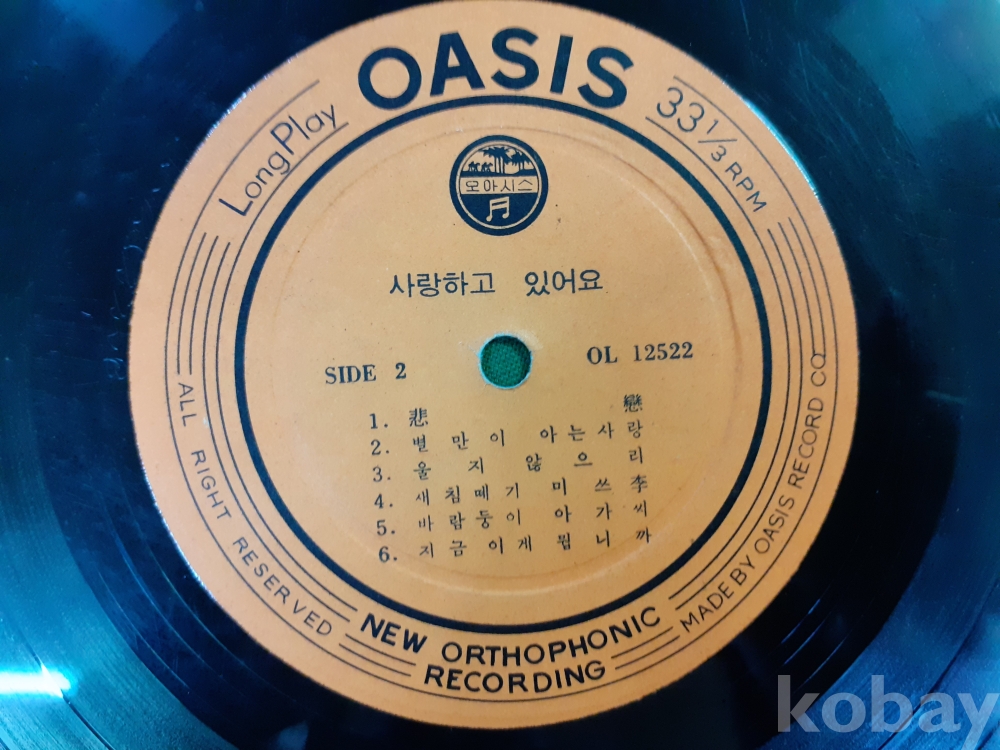 OASIS
Long Play
33 1/3 RPM
오아시스
사랑하고 있어요
SIDE 2
OL 12522
1. 悲戀
2. 별만이 아는사랑
3. 울지않으리
4. 새침떼기 미쓰李
5. 바람둥이 아가씨
6. 지금이게 뭡니까
ALL RIGHT RESERVED
NEW ORTHOPHONIC
RECORDING
MADE BY OASIS RECORD CO
kobay